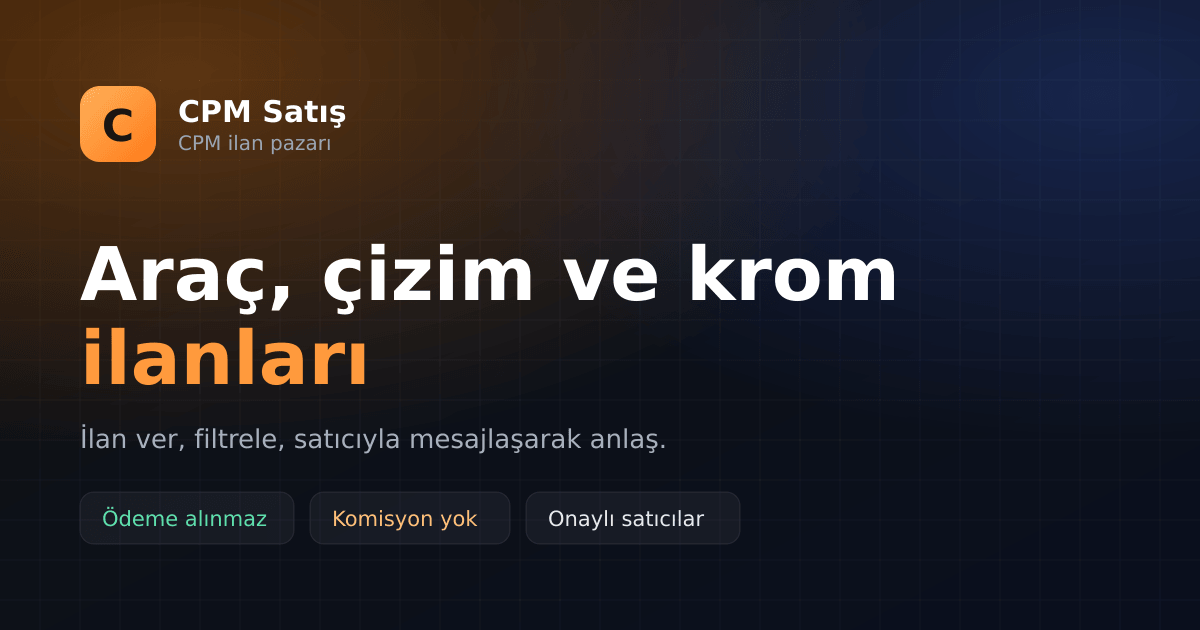 C
CPM Satış
CPM ilan pazarı
Araç, çizim ve krom
ilanları
İlan ver, filtrele, satıcıyla mesajlaşarak anlaş.
Ödeme alınmaz
Komisyon yok
Onaylı satıcılar